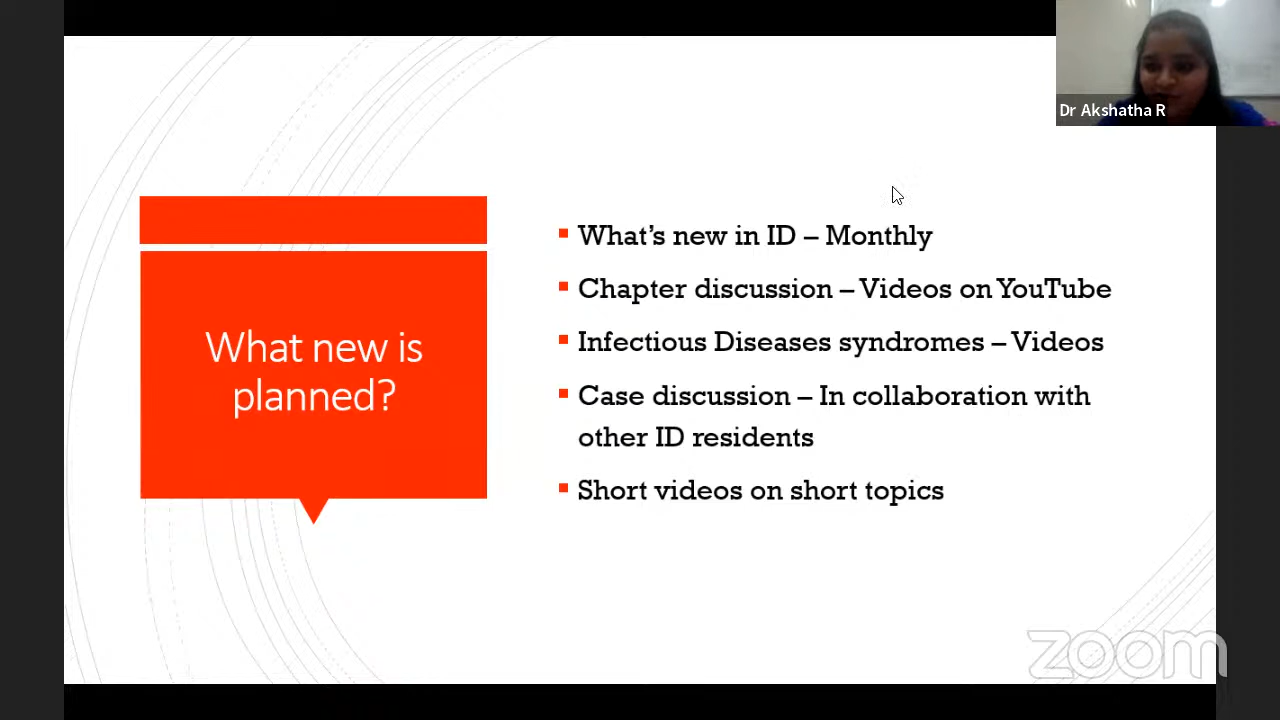 Dr Akshatha R
What new is
planned?
What's new in ID – Monthly
Chapter discussion – Videos on YouTube
Infectious Diseases syndromes – Videos
Case discussion – In collaboration with
other ID residents
Short videos on short topics
zoom